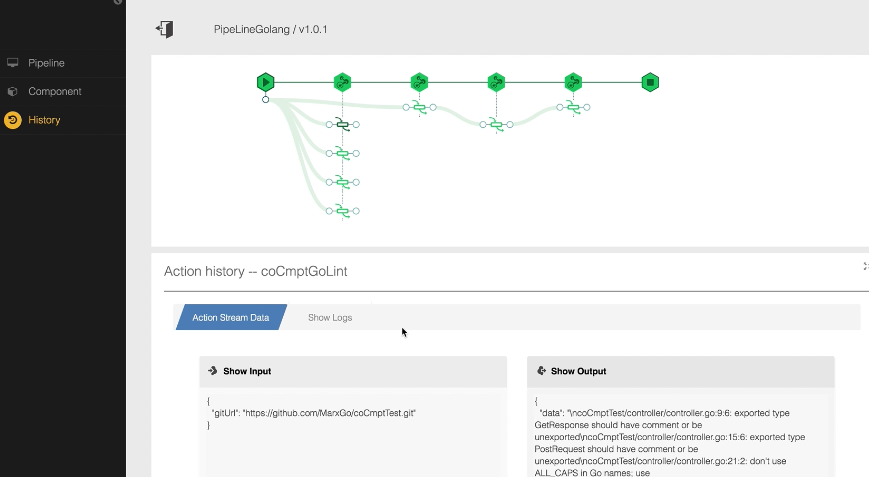 PipeLineGolang / v1.0.1
Pipeline
Component
History
Action history -- coCmptGoLint
Action Stream Data
Show Logs
Show Input
{
"gitUrl": "https://github.com/MarxGo/coCmptTest.git"
}
Show Output
{
"data": "\ncoCmptTest/controller/controller.go:9:6: exported type
GetResponse should have comment or be
unexported\ncoCmptTest/controller/controller.go:15:6: exported type
PostRequest should have comment or be
unexported\ncoCmptTest/controller/controller.go:21:2: don't use
ALL_CAPS in Go names; use